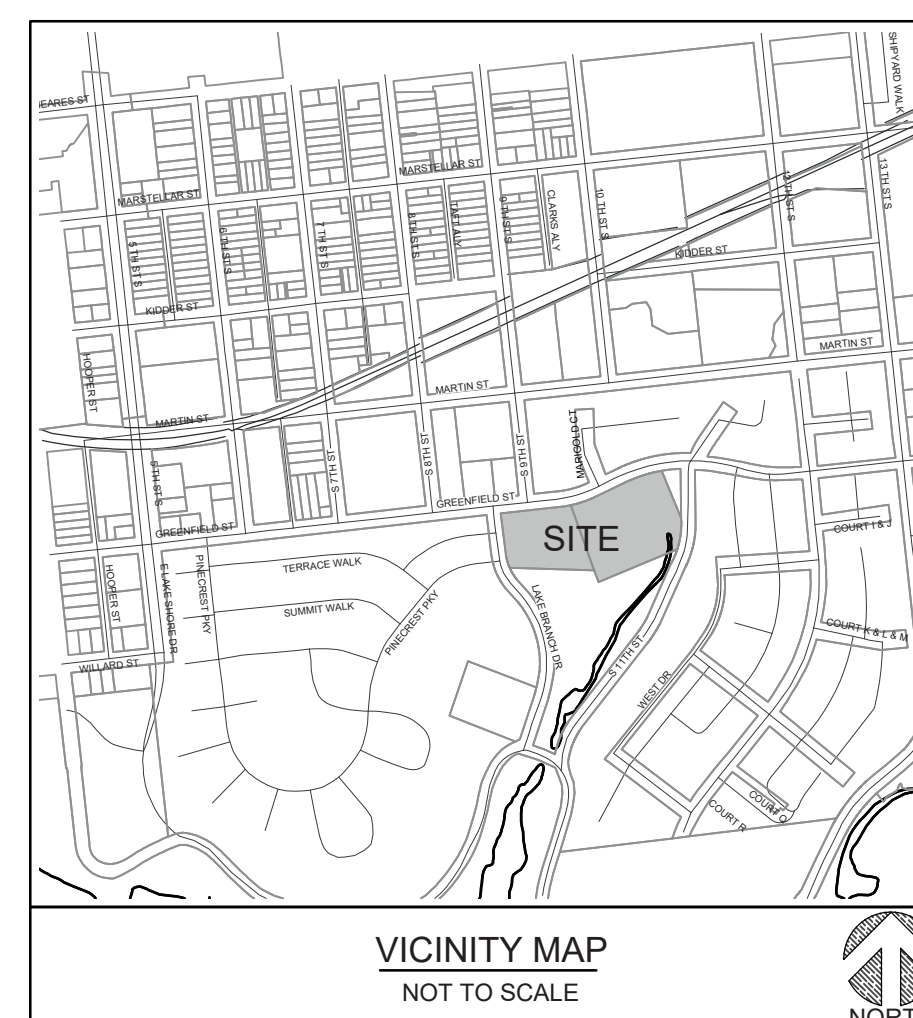 EARES ST
SHIPYARD WALK
MARSTELLAR ST
MARSTELLAR ST
5 TH ST S
6 TH ST S
7 TH ST S
8 TH ST S
TAFT ALY
9 TH ST S
CLARKS ALY
10 TH ST S
12 TH ST S
13 TH ST S
KIDDER ST
KIDDER ST
MARTIN ST
HOOPER ST
MARTIN ST
MARTIN ST
MARIGOLD CT
5 TH ST S
S 7TH ST
S 8TH ST
S 9TH ST
GREENFIELD ST
GREENFIELD ST
SITE
COURT I & J
HOOPER ST
E LAKE SHORE DR
PINECREST PKY
TERRACE WALK
SUMMIT WALK
PINECREST PKY
LAKE BRANCH DR
S 11TH ST
WEST DR
COURT K & L & M
WILLARD ST
COURT Q
COURT R
VICINITY MAP
NOT TO SCALE
NORT